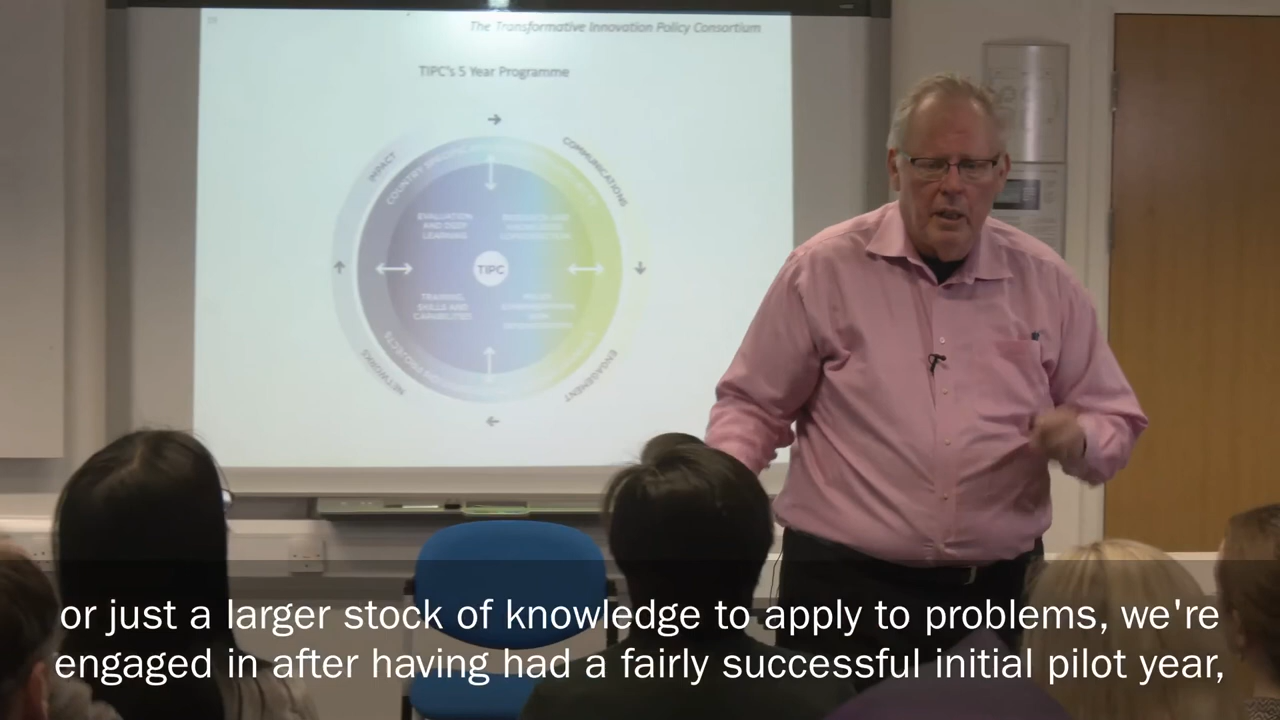 The Transformative Innovation Policy Consortium
TIPC's 5 Year Programme
IMPACT
COMMUNICATIONS
EVALUATION
AND
LEARNING
TIPC
TRAINING,
SKILLS AND
CAPABILITIES
NETWORKS
ENGAGEMENT
or just a larger stock of knowledge to apply to problems, we're
engaged in after having had a fairly successful initial pilot year,